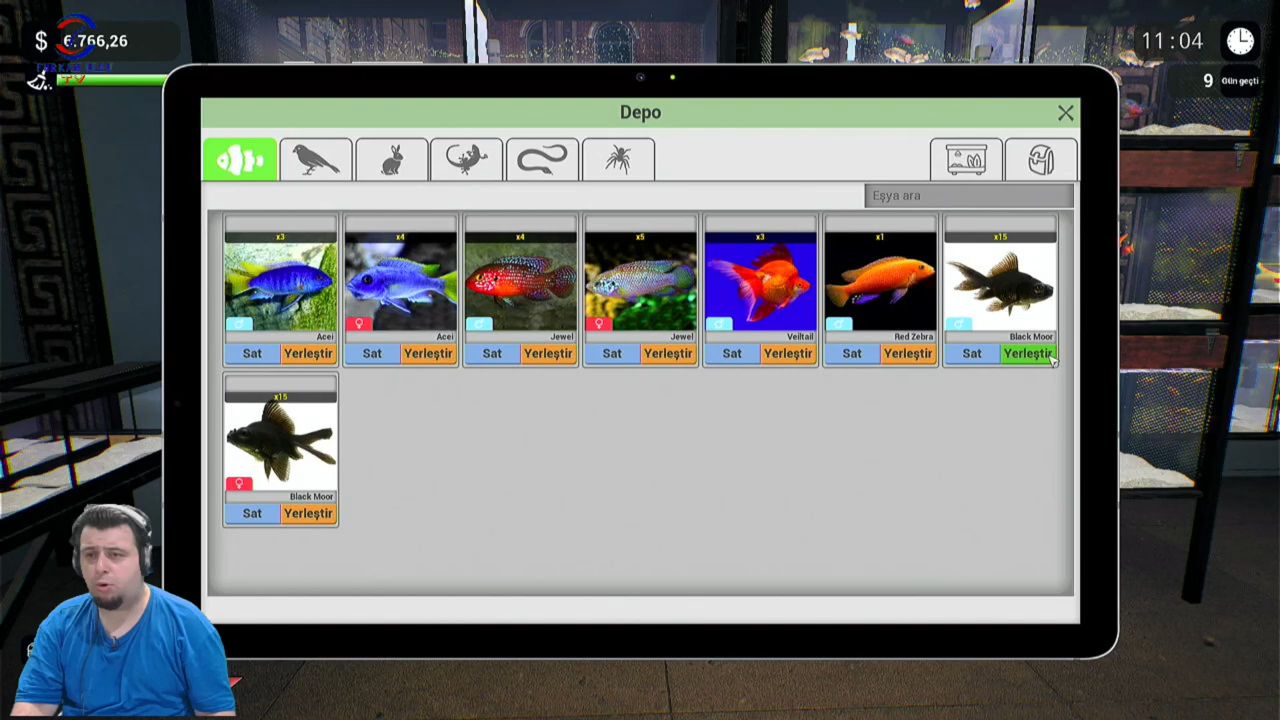 $ 6.766,26
11:04
9 Gün geçti
Depo
Eşya ara
x3
x4
x4
x5
x3
x1
x15
Acei
Acei
Jewel
Jewel
Veiltail
Red Zebra
Black Moor
Sat Yerleştir
Sat Yerleştir
Sat Yerleştir
Sat Yerleştir
Sat Yerleştir
Sat Yerleştir
Sat Yerleştir
x15
Black Moor
Sat Yerleştir